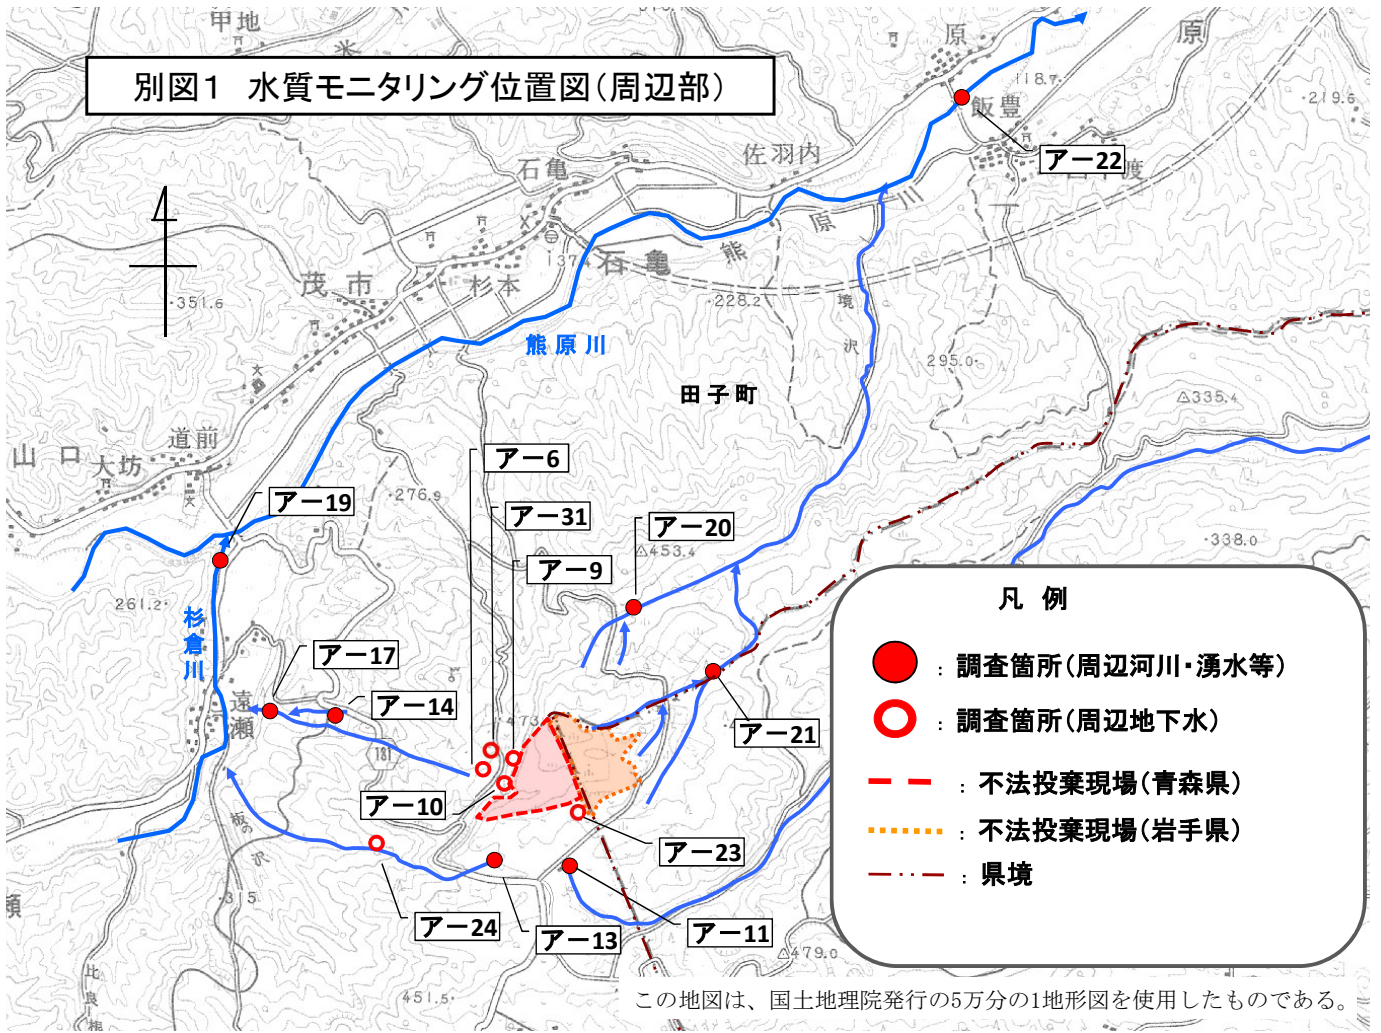 甲地
米
別図1 水質モニタリング位置図(周辺部)
原
原
118.7
・219.6
飯豊
アー22
渡
佐羽内
石亀
熊原川
137
石亀
茂市
杉本
・351.6
・228.2
境沢
熊原川
田子町
295.0・
△335.4
道前
山口
大坊
アー6
・276.9
アー19
アー31
アー20
△453.4
アー9
・338.0
261.2・
杉倉川
凡 例
：調査箇所(周辺河川・湧水等)
：調査箇所(周辺地下水)
：不法投棄現場(青森県)
：不法投棄現場(岩手県)
：県境
アー17
遠瀬
アー14
・473
アー21
181
アー10
アー23
板の沢
・315
瀬
アー24
アー13
アー11
△479.0
比良根
451.5・
この地図は、国土地理院発行の5万分の1地形図を使用したものである。